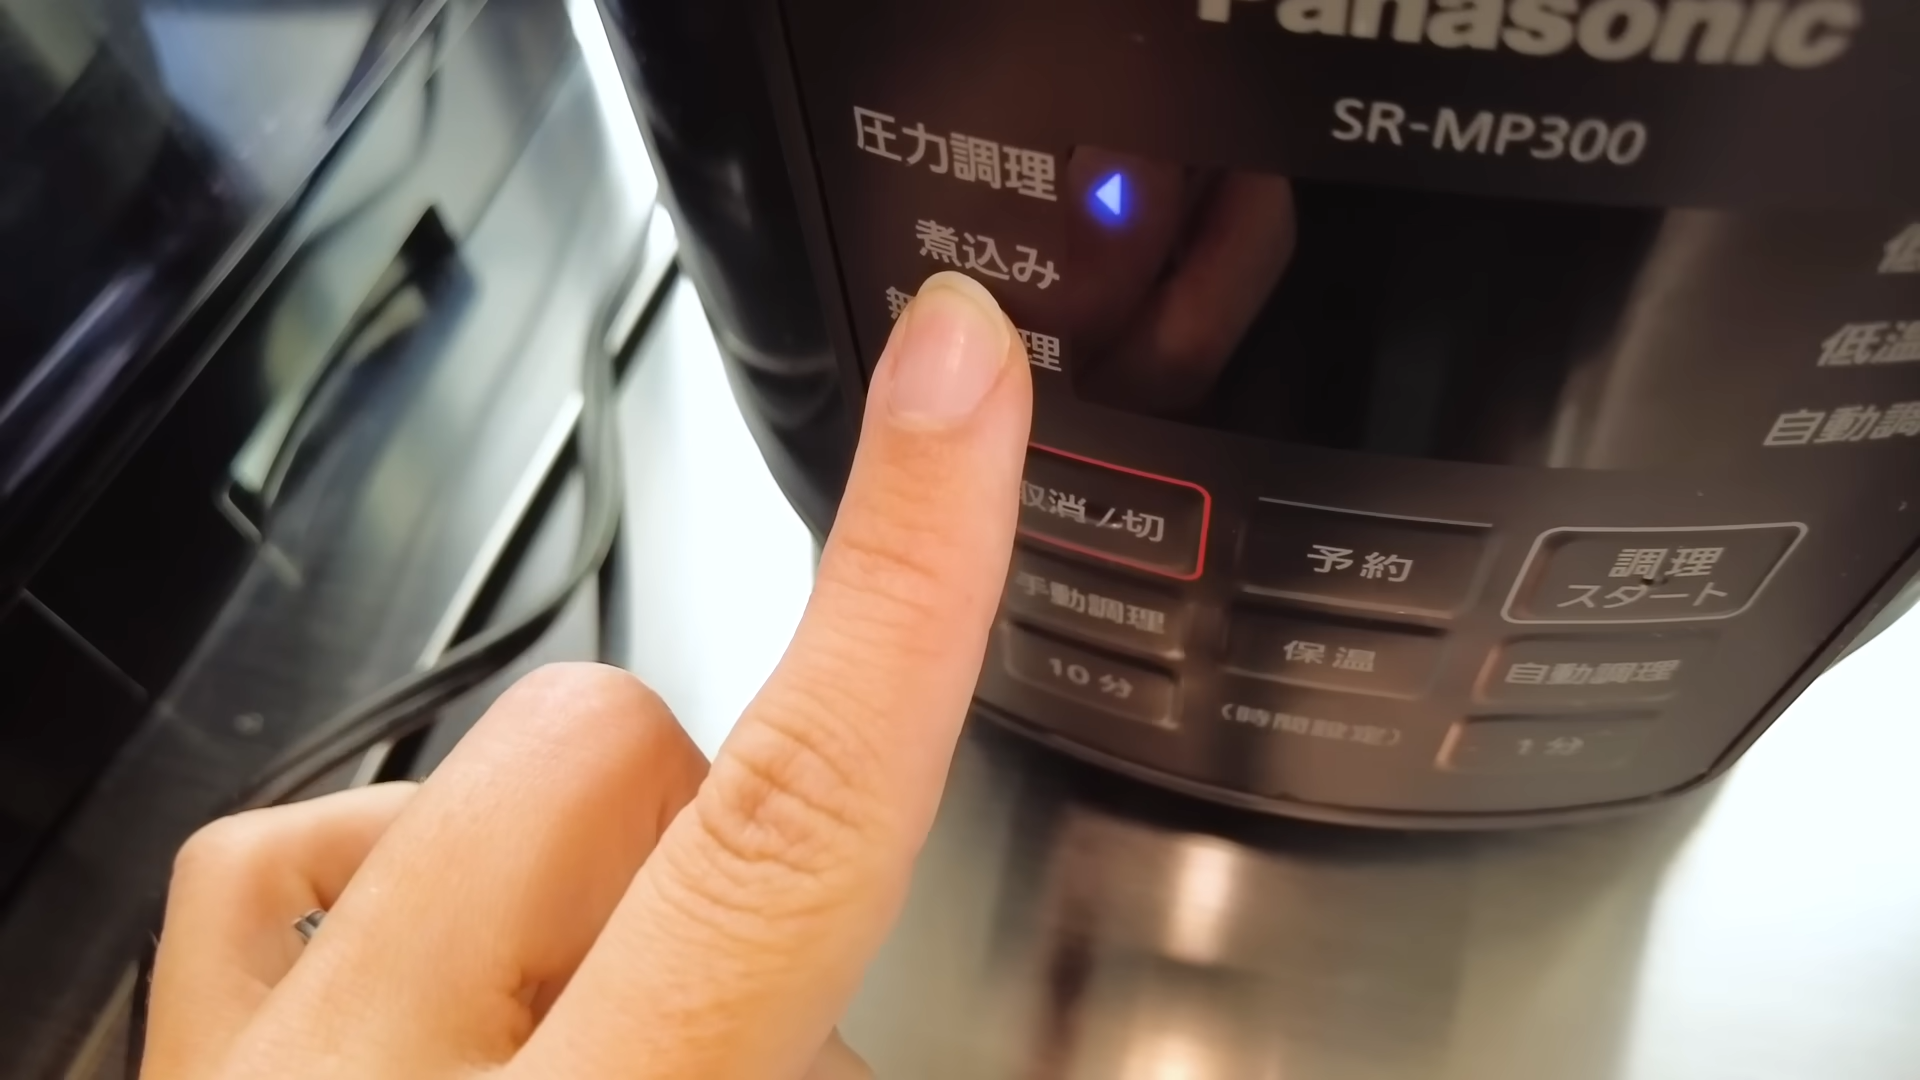 Panasonic
SR-MP300
圧力調理
煮込み
無 理
低温
自動調
取消/切
予約
調理
スタート
手動調理
保温
自動調理
10分
(時間設定)
1分